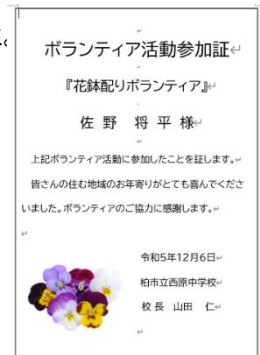 。
ボランティア活動参加証
『花鉢配りボランティア』
佐野 将平様
上記ボランティア活動に参加したことを証します。
皆さんの住む地域のお年寄りがとても喜んでくださ
いました。ボランティアのご協力に感謝します。
令和5年12月6日
柏市立西原中学校
校長 山田 仁